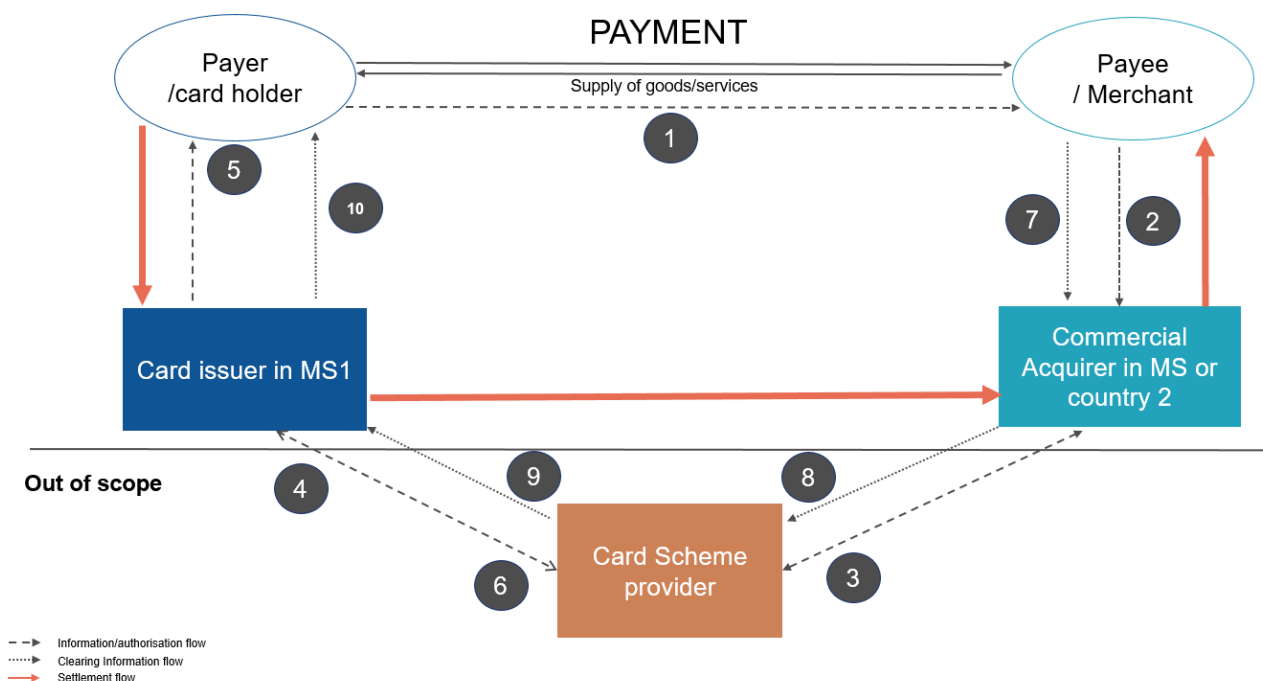 PAYMENT
Payer
/card holder
Payee
/ Merchant
Supply of goods/services
1
5
10
7
2
Card issuer in MS1
Commercial
Acquirer in MS or
country 2
Out of scope
4
9
8
6
3
Card Scheme
provider
Information/authorisation flow
Clearing Information flow
Settlement flow